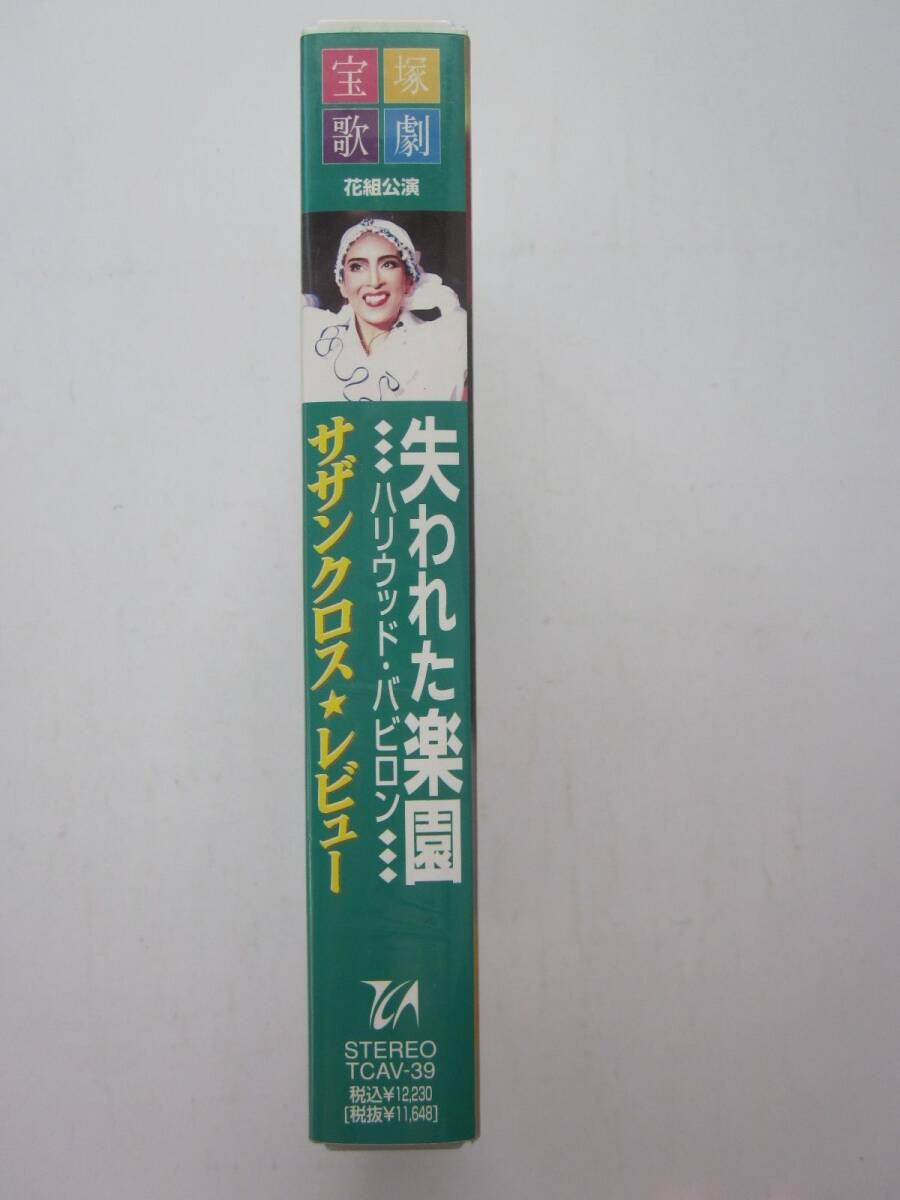 宝塚
歌劇
花組公演
失われた楽園
…ハリウッド・バビロン…
サザンクロス★レビュー
TCA
STEREO
TCAV-39
税込¥12,230
[税抜¥11,648]